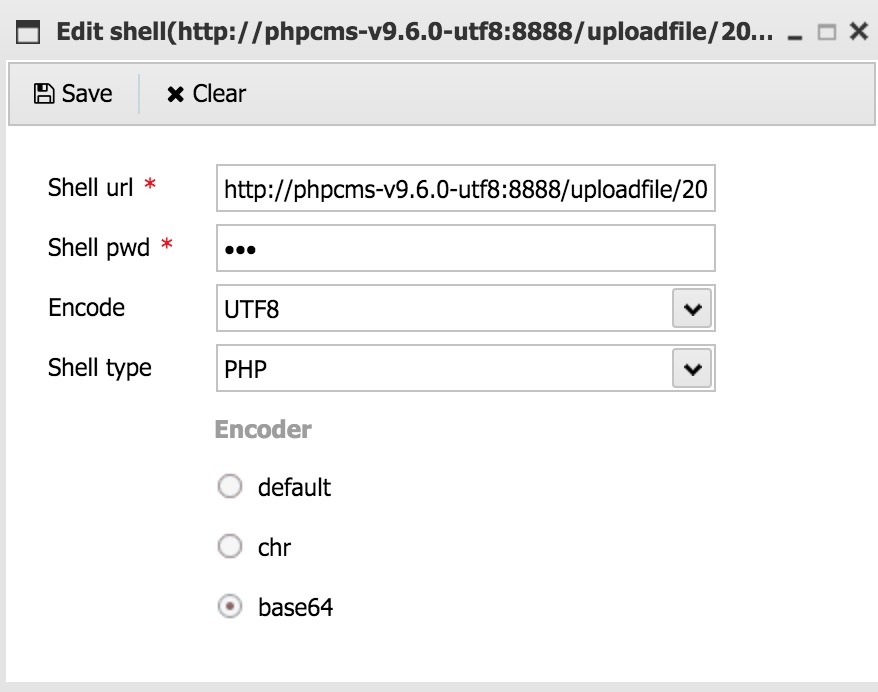 Edit shell(http://phpcms-v9.6.0-utf8:8888/uploadfile/20...
Save Clear
Shell url * http://phpcms-v9.6.0-utf8:8888/uploadfile/20
Shell pwd * •••
Encode UTF8
Shell type PHP
Encoder
default
chr
base64